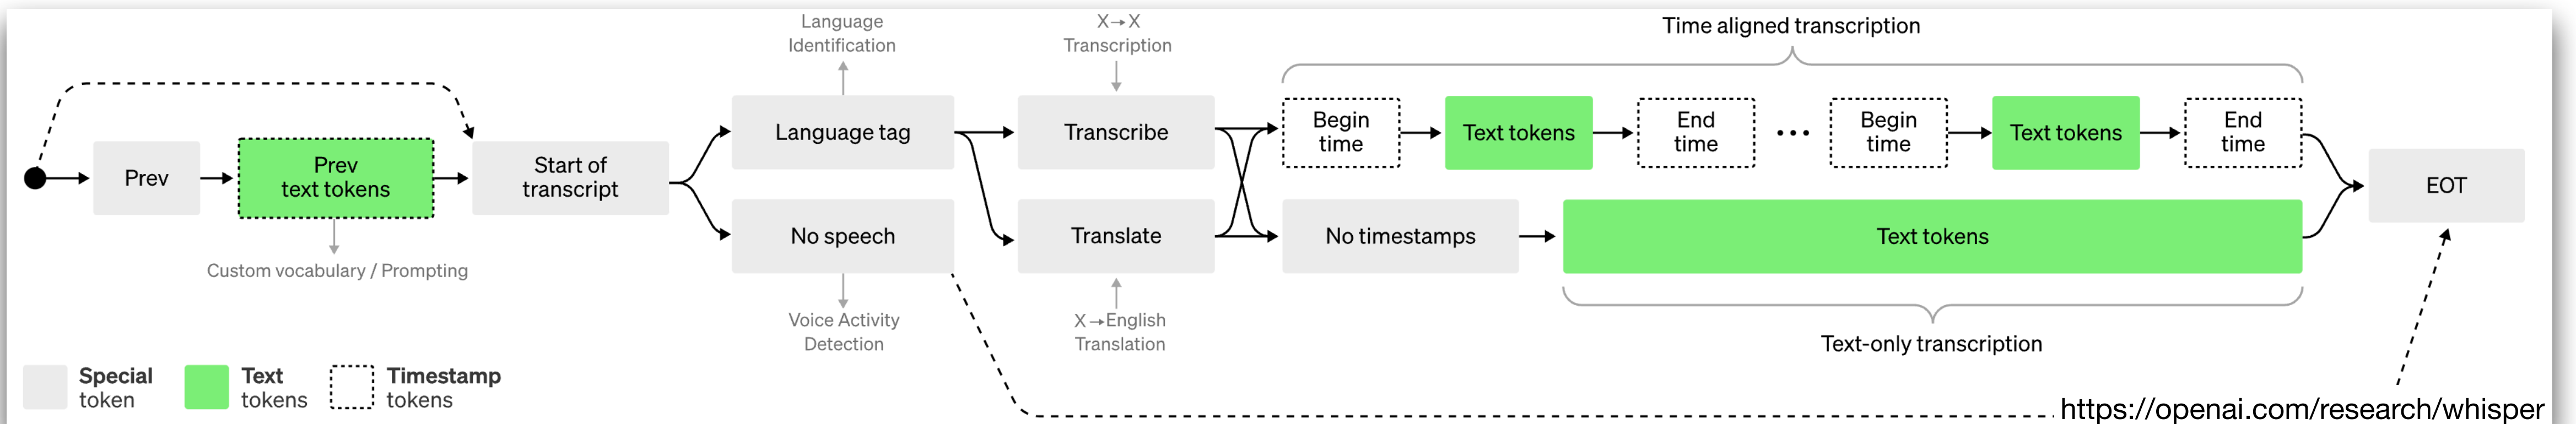 Language
Identification
X→X
Transcription
Time aligned transcription
Prev
Prev
text tokens
Start of
transcript
Language tag
Transcribe
Begin
time
Text tokens
End
time
Begin
time
Text tokens
End
time
EOT
No speech
Translate
No timestamps
Text tokens
Custom vocabulary / Prompting
Voice Activity
Detection
X→English
Translation
Text-only transcription
Special
token
Text
tokens
Timestamp
tokens
https://openai.com/research/whisper